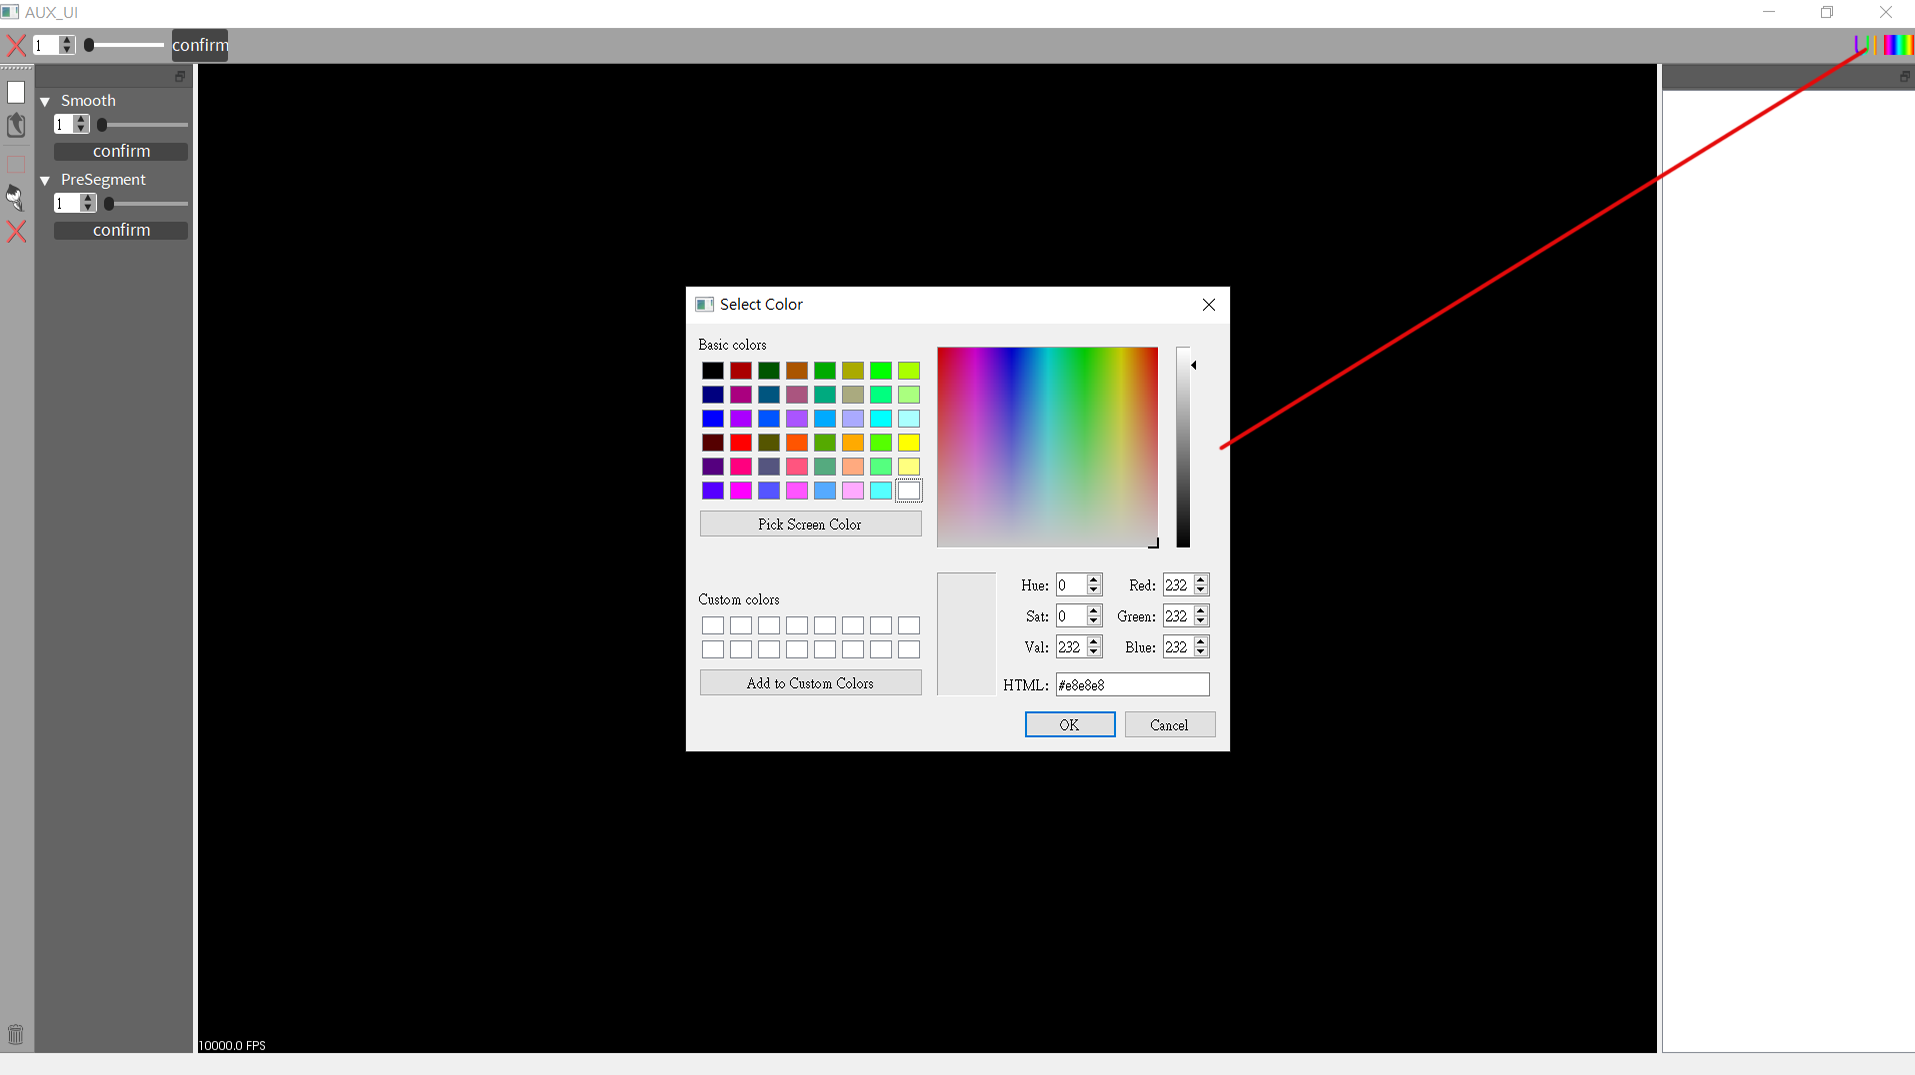 AUX_UI
1
confirm
Smooth
1
confirm
PreSegment
1
confirm
Select Color
Basic colors
Pick Screen Color
Custom colors
Add to Custom Colors
Hue: 0
Red: 232
Sat: 0
Green: 232
Val: 232
Blue: 232
HTML: #e8e8e8
OK
Cancel
10000.0 FPS